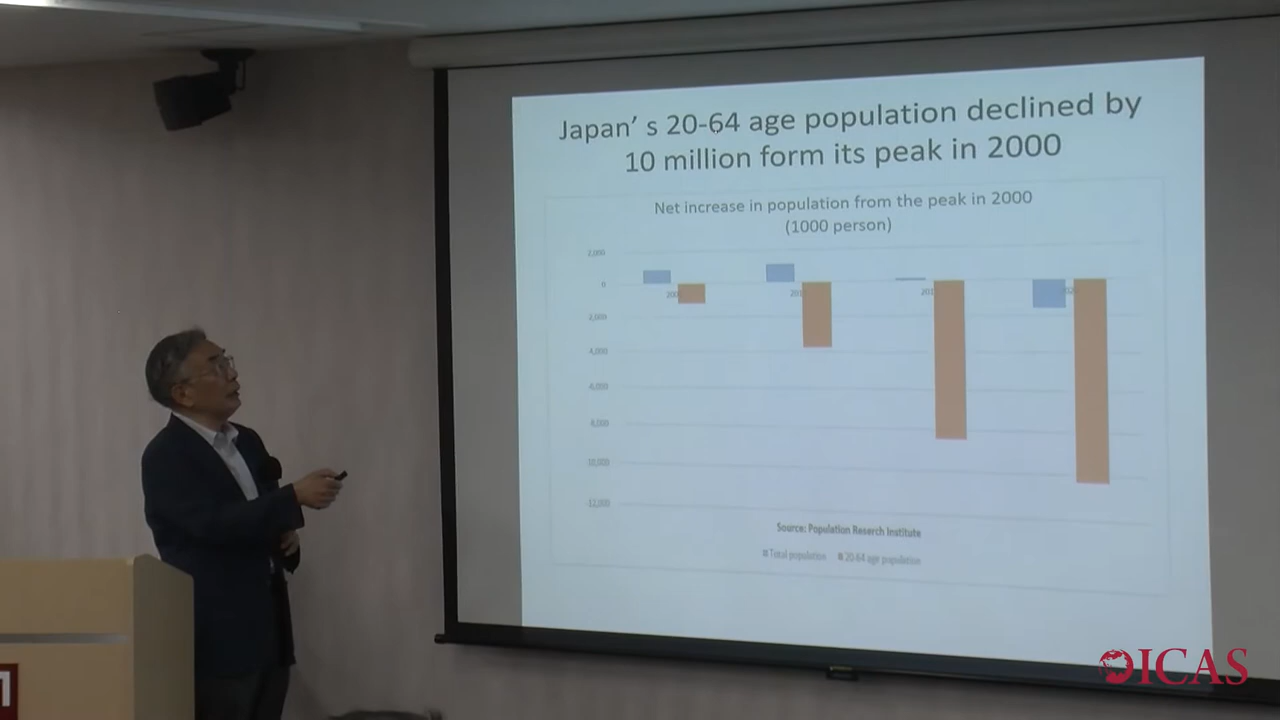 Japan' s 20-64 age population declined by
10 million form its peak in 2000
Net increase in population from the peak in 2000
(1000 person)
2,000
0
2,000
4,000
6,000
8,000
10,000
12,000
Source: Population Reserch Institute
Total population 20-64 age population
ICAS